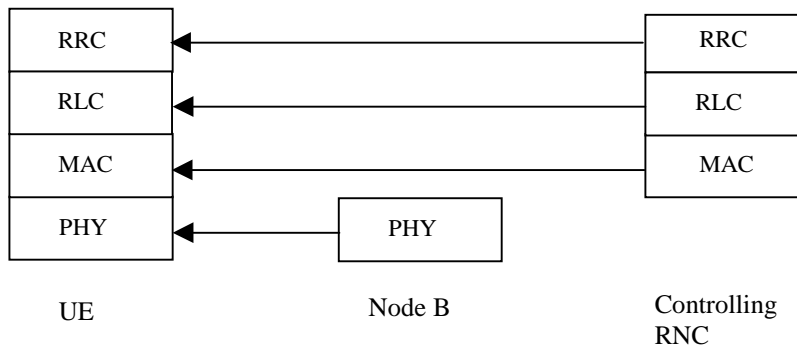 RRC
RRC
RLC
RLC
MAC
MAC
PHY
PHY
UE
Node B
Controlling
RNC